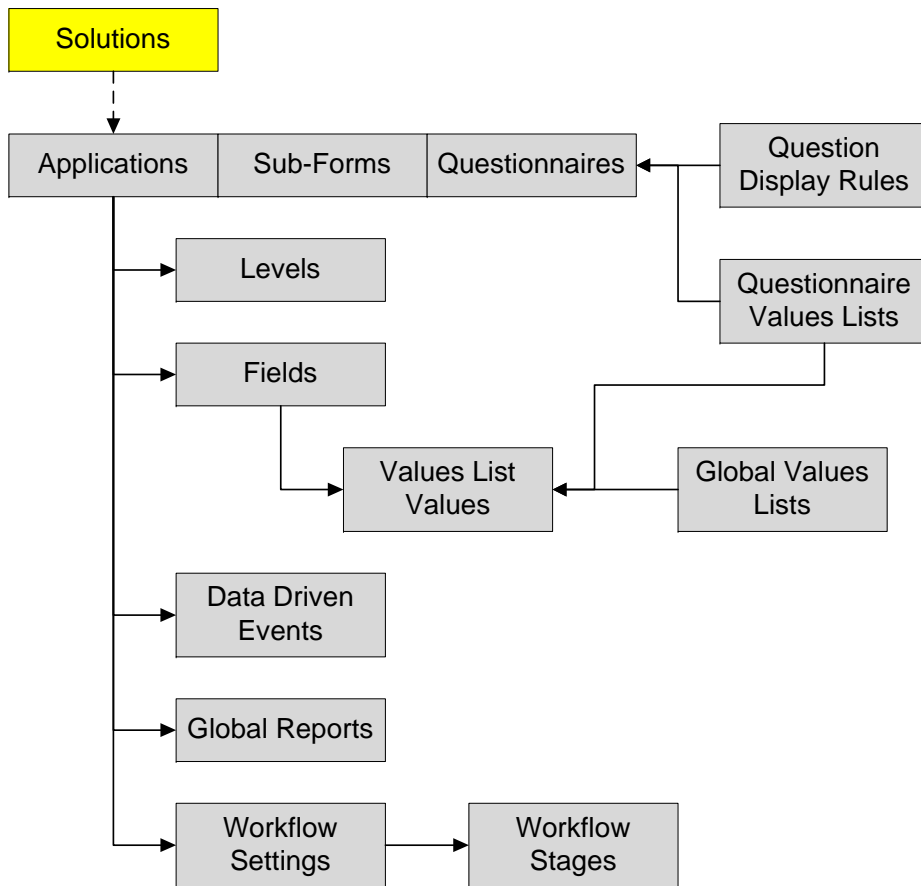 Solutions
Applications
Sub-Forms
Questionnaires
Question
Display Rules
Levels
Questionnaire
Values Lists
Fields
Values List
Values
Global Values
Lists
Data Driven
Events
Global Reports
Workflow
Settings
Workflow
Stages